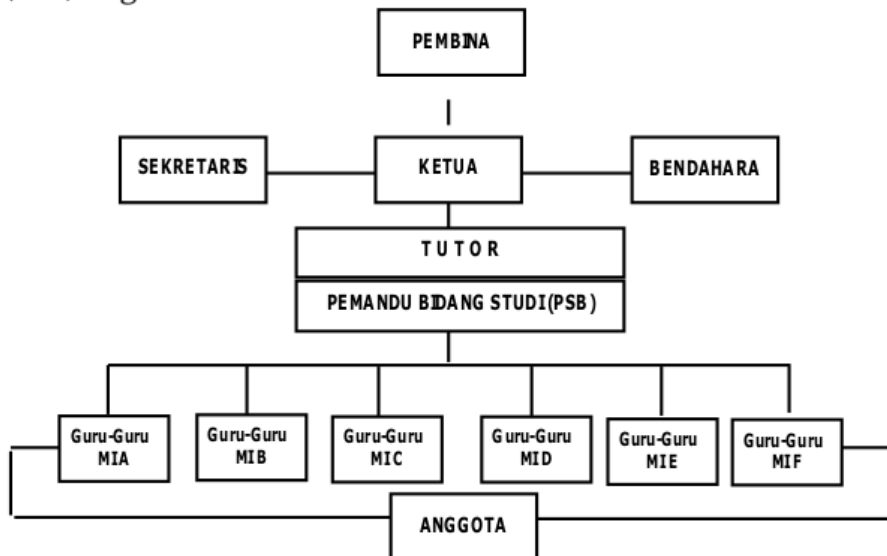 PEMBINA
SEKRETARIS
KETUA
BENDAHARA
TUTOR
PEMANDU BIDANG STUDI(PSB)
Guru-Guru
MIA
Guru-Guru
MIB
Guru-Guru
MIC
Guru-Guru
MID
Guru-Guru
MIE
Guru-Guru
MIF
ANGGOTA